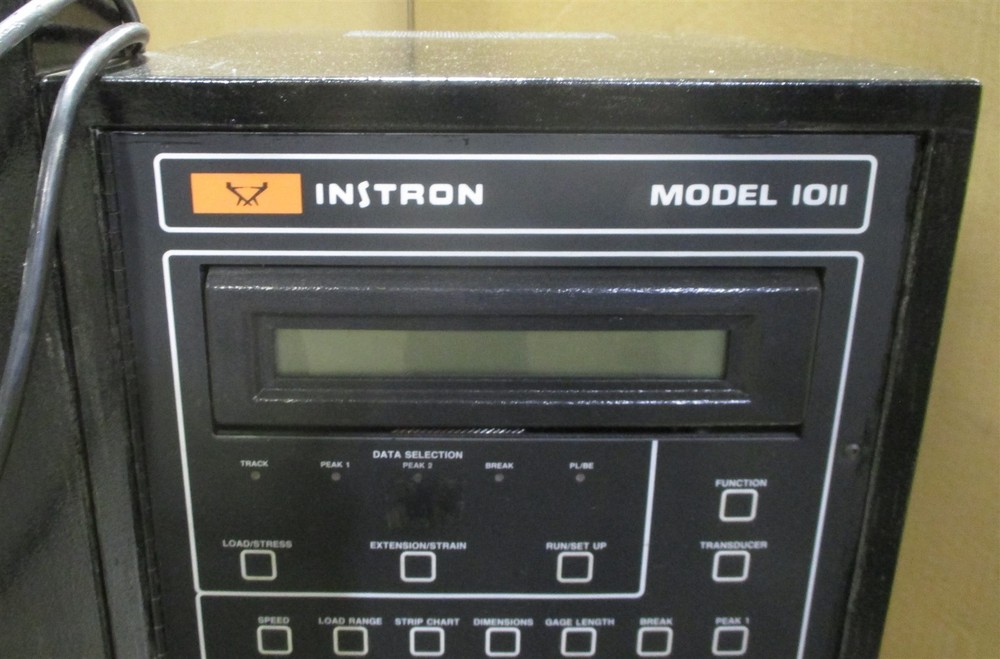 INSTRON MODEL 1011
DATA SELECTION
TRACK PEAK 1 PEAK 2 BREAK PL/BE
FUNCTION
LOAD/STRESS EXTENSION/STRAIN RUN/SET UP TRANSDUCER
SPEED LOAD RANGE STRIP CHART DIMENSIONS GAGE LENGTH BREAK PEAK 1